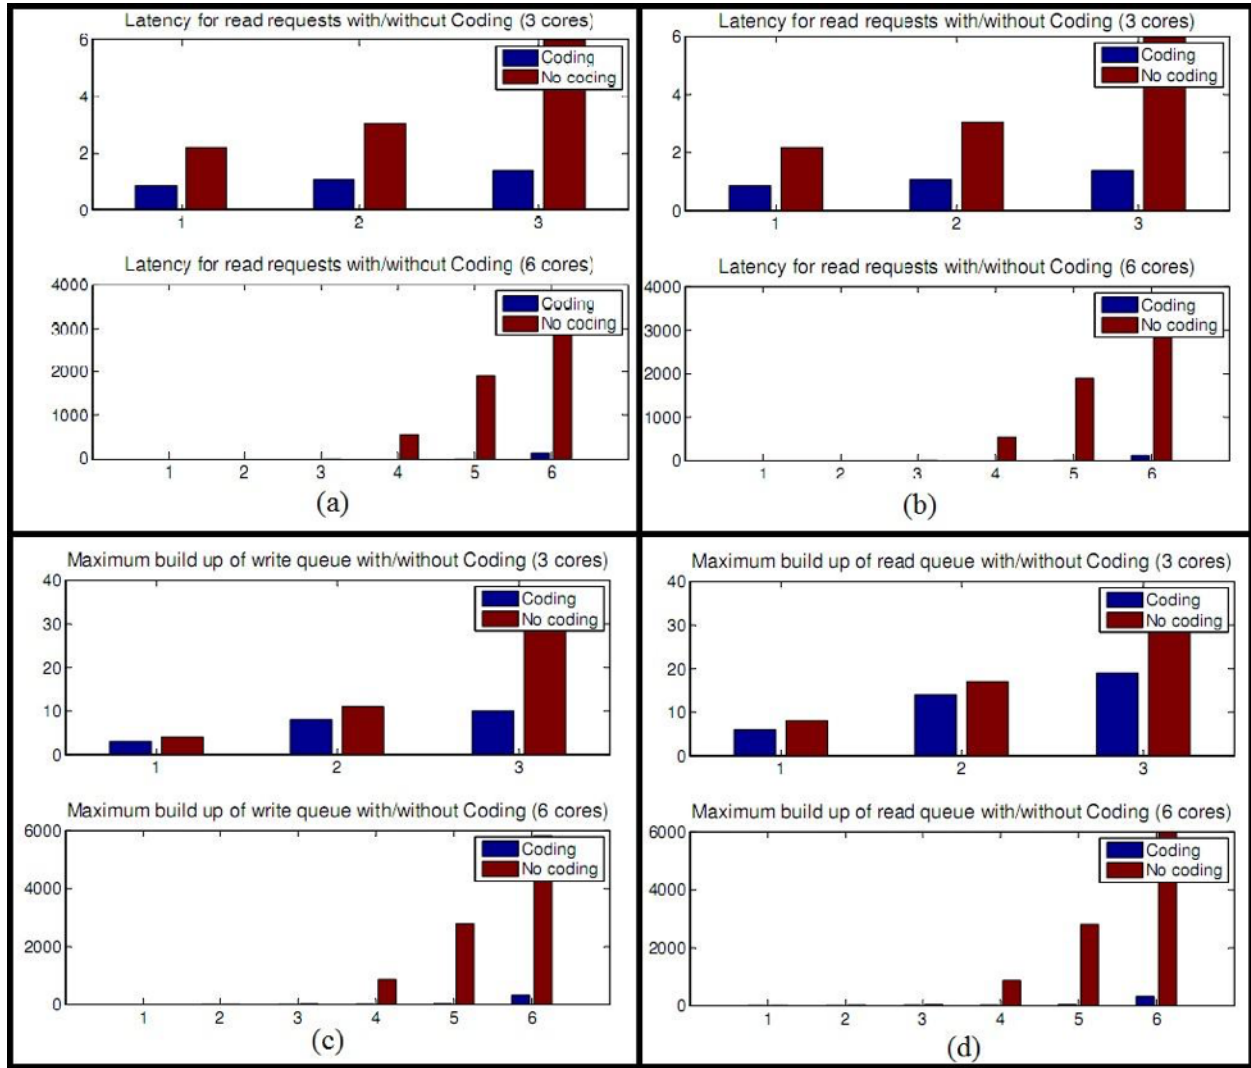 Latency for read requests with/without Coding (3 cores)
6
4
2
0
Coding
No coding
1 2 3
Latency for read requests with/without Coding (6 cores)
4000
3000
2000
1000
0
Coding
No coding
1 2 3 4 5 6
(a)
Latency for read requests with/without Coding (3 cores)
6
4
2
0
Coding
No coding
1 2 3
Latency for read requests with/without Coding (6 cores)
4000
3000
2000
1000
0
Coding
No coding
1 2 3 4 5 6
(b)
Maximum build up of write queue with/without Coding (3 cores)
40
30
20
10
0
Coding
No coding
1 2 3
Maximum build up of write queue with/without Coding (6 cores)
6000
4000
2000
0
Coding
No coding
1 2 3 4 5 6
(c)
Maximum build up of read queue with/without Coding (3 cores)
40
30
20
10
0
Coding
No coding
1 2 3
Maximum build up of read queue with/without Coding (6 cores)
6000
4000
2000
0
Coding
No coding
1 2 3 4 5 6
(d)